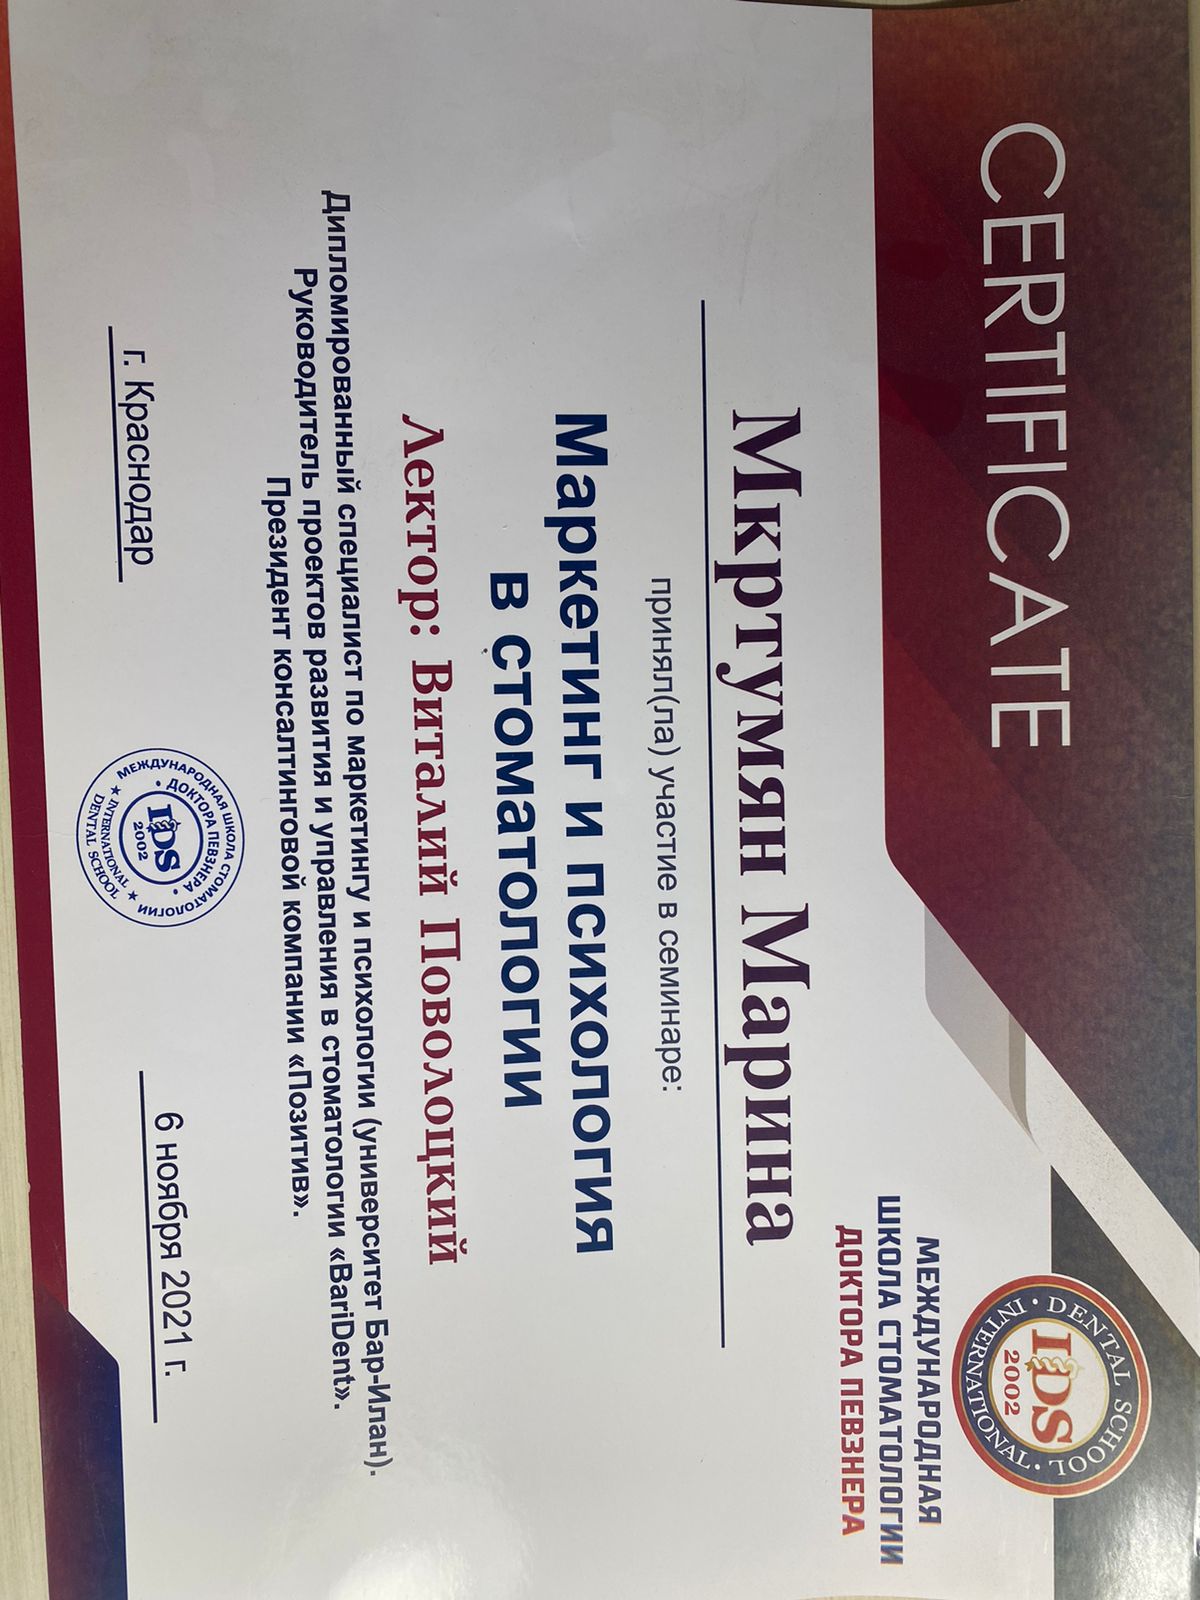 CERTIFICATE
DENTAL SCHOOL
IDS
2002
INTERNATIONAL
МЕЖДУНАРОДНАЯ
ШКОЛА СТОМАТОЛОГИИ
ДОКТОРА ПЕВЗНЕРА
Мкртумян Марина
принял(ла) участие в семинаре:
Маркетинг и психология
в стоматологии
Лектор: Виталий Поволоцкий
Дипломированный специалист по маркетингу и психологии (университет Бар-Илан).
Руководитель проектов развития и управления в стоматологии «BariDent».
Президент консалтинговой компании «Позитив».
г. Краснодар
МЕЖДУНАРОДНАЯ ШКОЛА СТОМАТОЛОГИИ
ДОКТОРА ПЕВЗНЕРА
IDS
2002
INTERNATIONAL
DENTAL SCHOOL
6 ноября 2021 г.